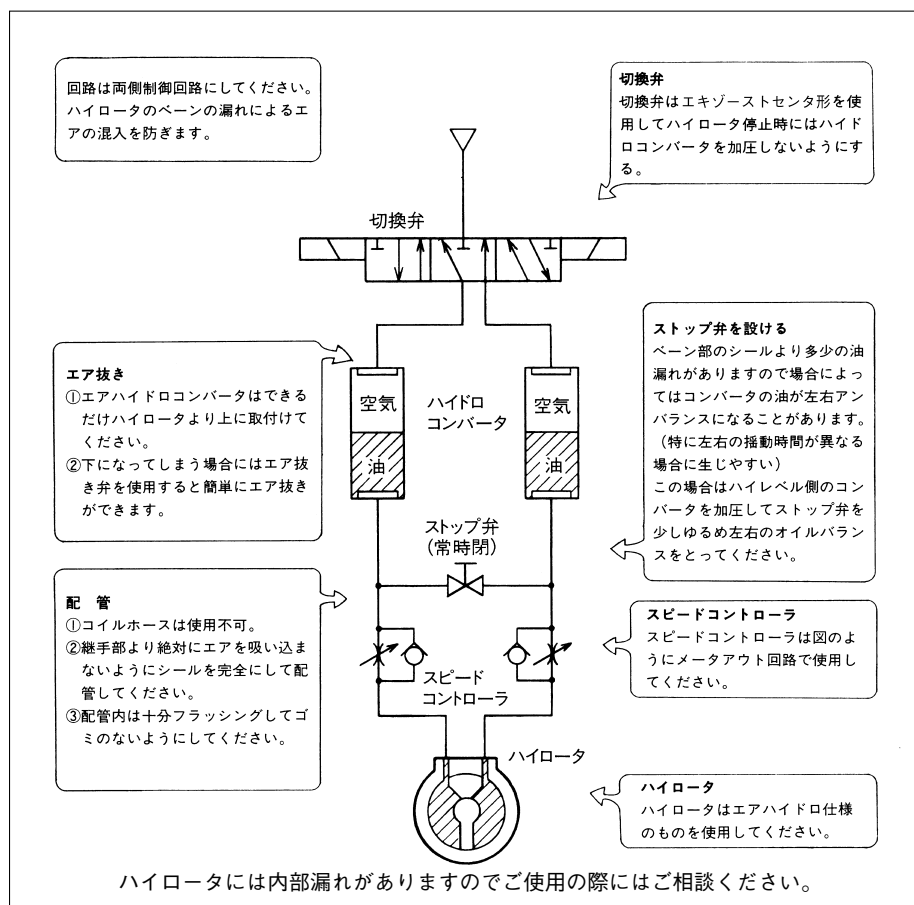 回路は両側制御回路にしてください。
ハイロータのベーンの漏れによるエ
アの混入を防ぎます。
切換弁
切換弁はエキゾーストセンタ形を使
用してハイロータ停止時にはハイド
ロコンバータを加圧しないようにす
る。
切換弁
エア抜き
①エアハイドロコンバータはできる
だけハイロータより上に取付けて
ください。
②下になってしまう場合にはエア抜
き弁を使用すると簡単にエア抜き
ができます。
空気
油
ハイドロ
コンバータ
空気
油
ストップ弁を設ける
ベーン部のシールより多少の油
漏れがありますので場合によっ
てはコンバータの油が左右アン
バランスになることがあります。
（特に左右の揺動時間が異なる
場合に生じやすい）
この場合はハイレベル側のコン
バータを加圧してストップ弁を
少しゆるめ左右のオイルバラン
スをとってください。
ストップ弁
（常時閉）
配　管
①コイルホースは使用不可。
②継手部より絶対にエアを吸い込ま
ないようにシールを完全にして配
管してください。
③配管内は十分フラッシングしてゴ
ミのないようにしてください。
スピード
コントローラ
スピードコントローラ
スピードコントローラは図のよ
うにメータアウト回路で使用し
てください。
ハイロータ
ハイロータ
ハイロータはエアハイドロ仕様
のものを使用してください。
ハイロータには内部漏れがありますのでご使用の際にはご相談ください。